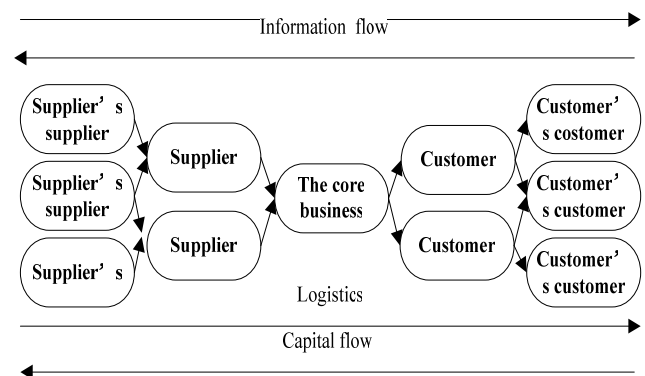 Information flow
Supplier’s
supplier
Supplier’s
supplier
Supplier’s
Supplier
Supplier
The core
business
Customer
Customer
Customer’
s costomer
Customer’
s customer
Customer’
s customer
Logistics
Capital flow